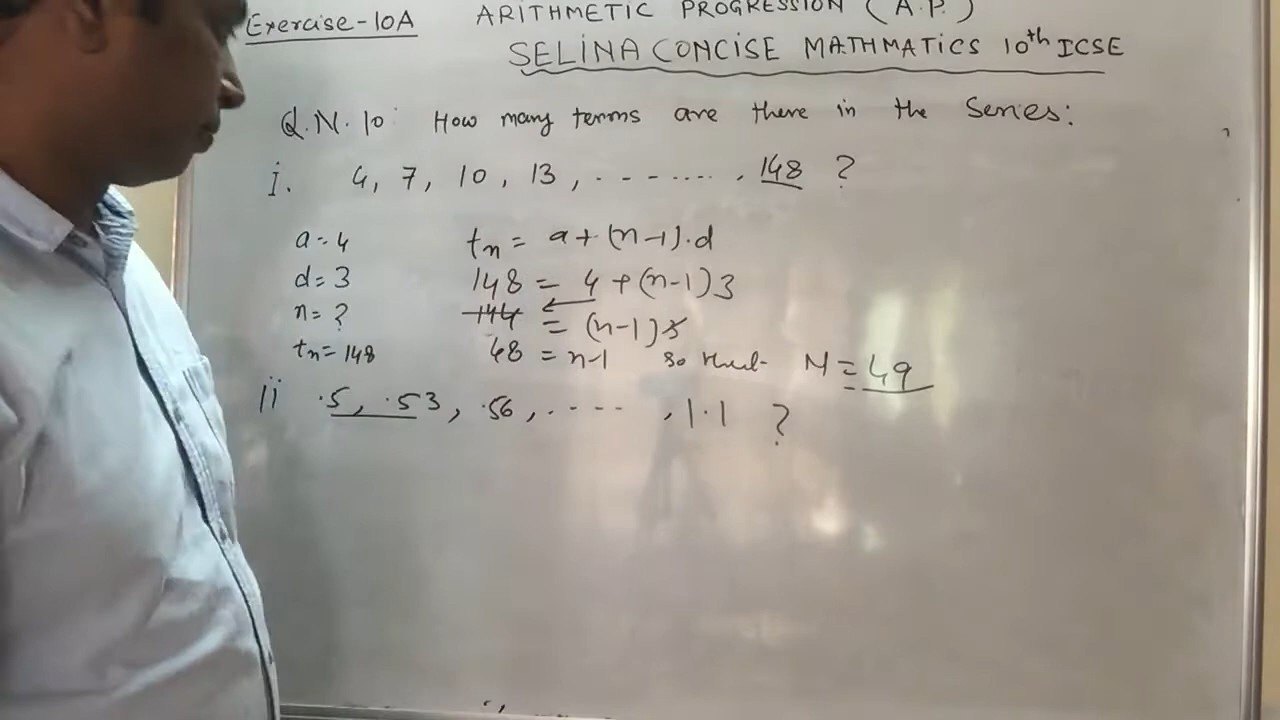 Exercise-10A ARITHMETIC PROGRESSION (A.P.)
SELINA CONCISE MATHMATICS 10th ICSE
Q.N.10 How many terms are there in the Series:
i. 4, 7, 10, 13, ........, 148 ?
a=4 tn = a+(n-1).d
d=3 148 = 4+(n-1)3
n=? 144 = (n-1)3
tn=148 48 = n-1 so that N=49
ii .5, .53, .56, ....., 1.1 ?